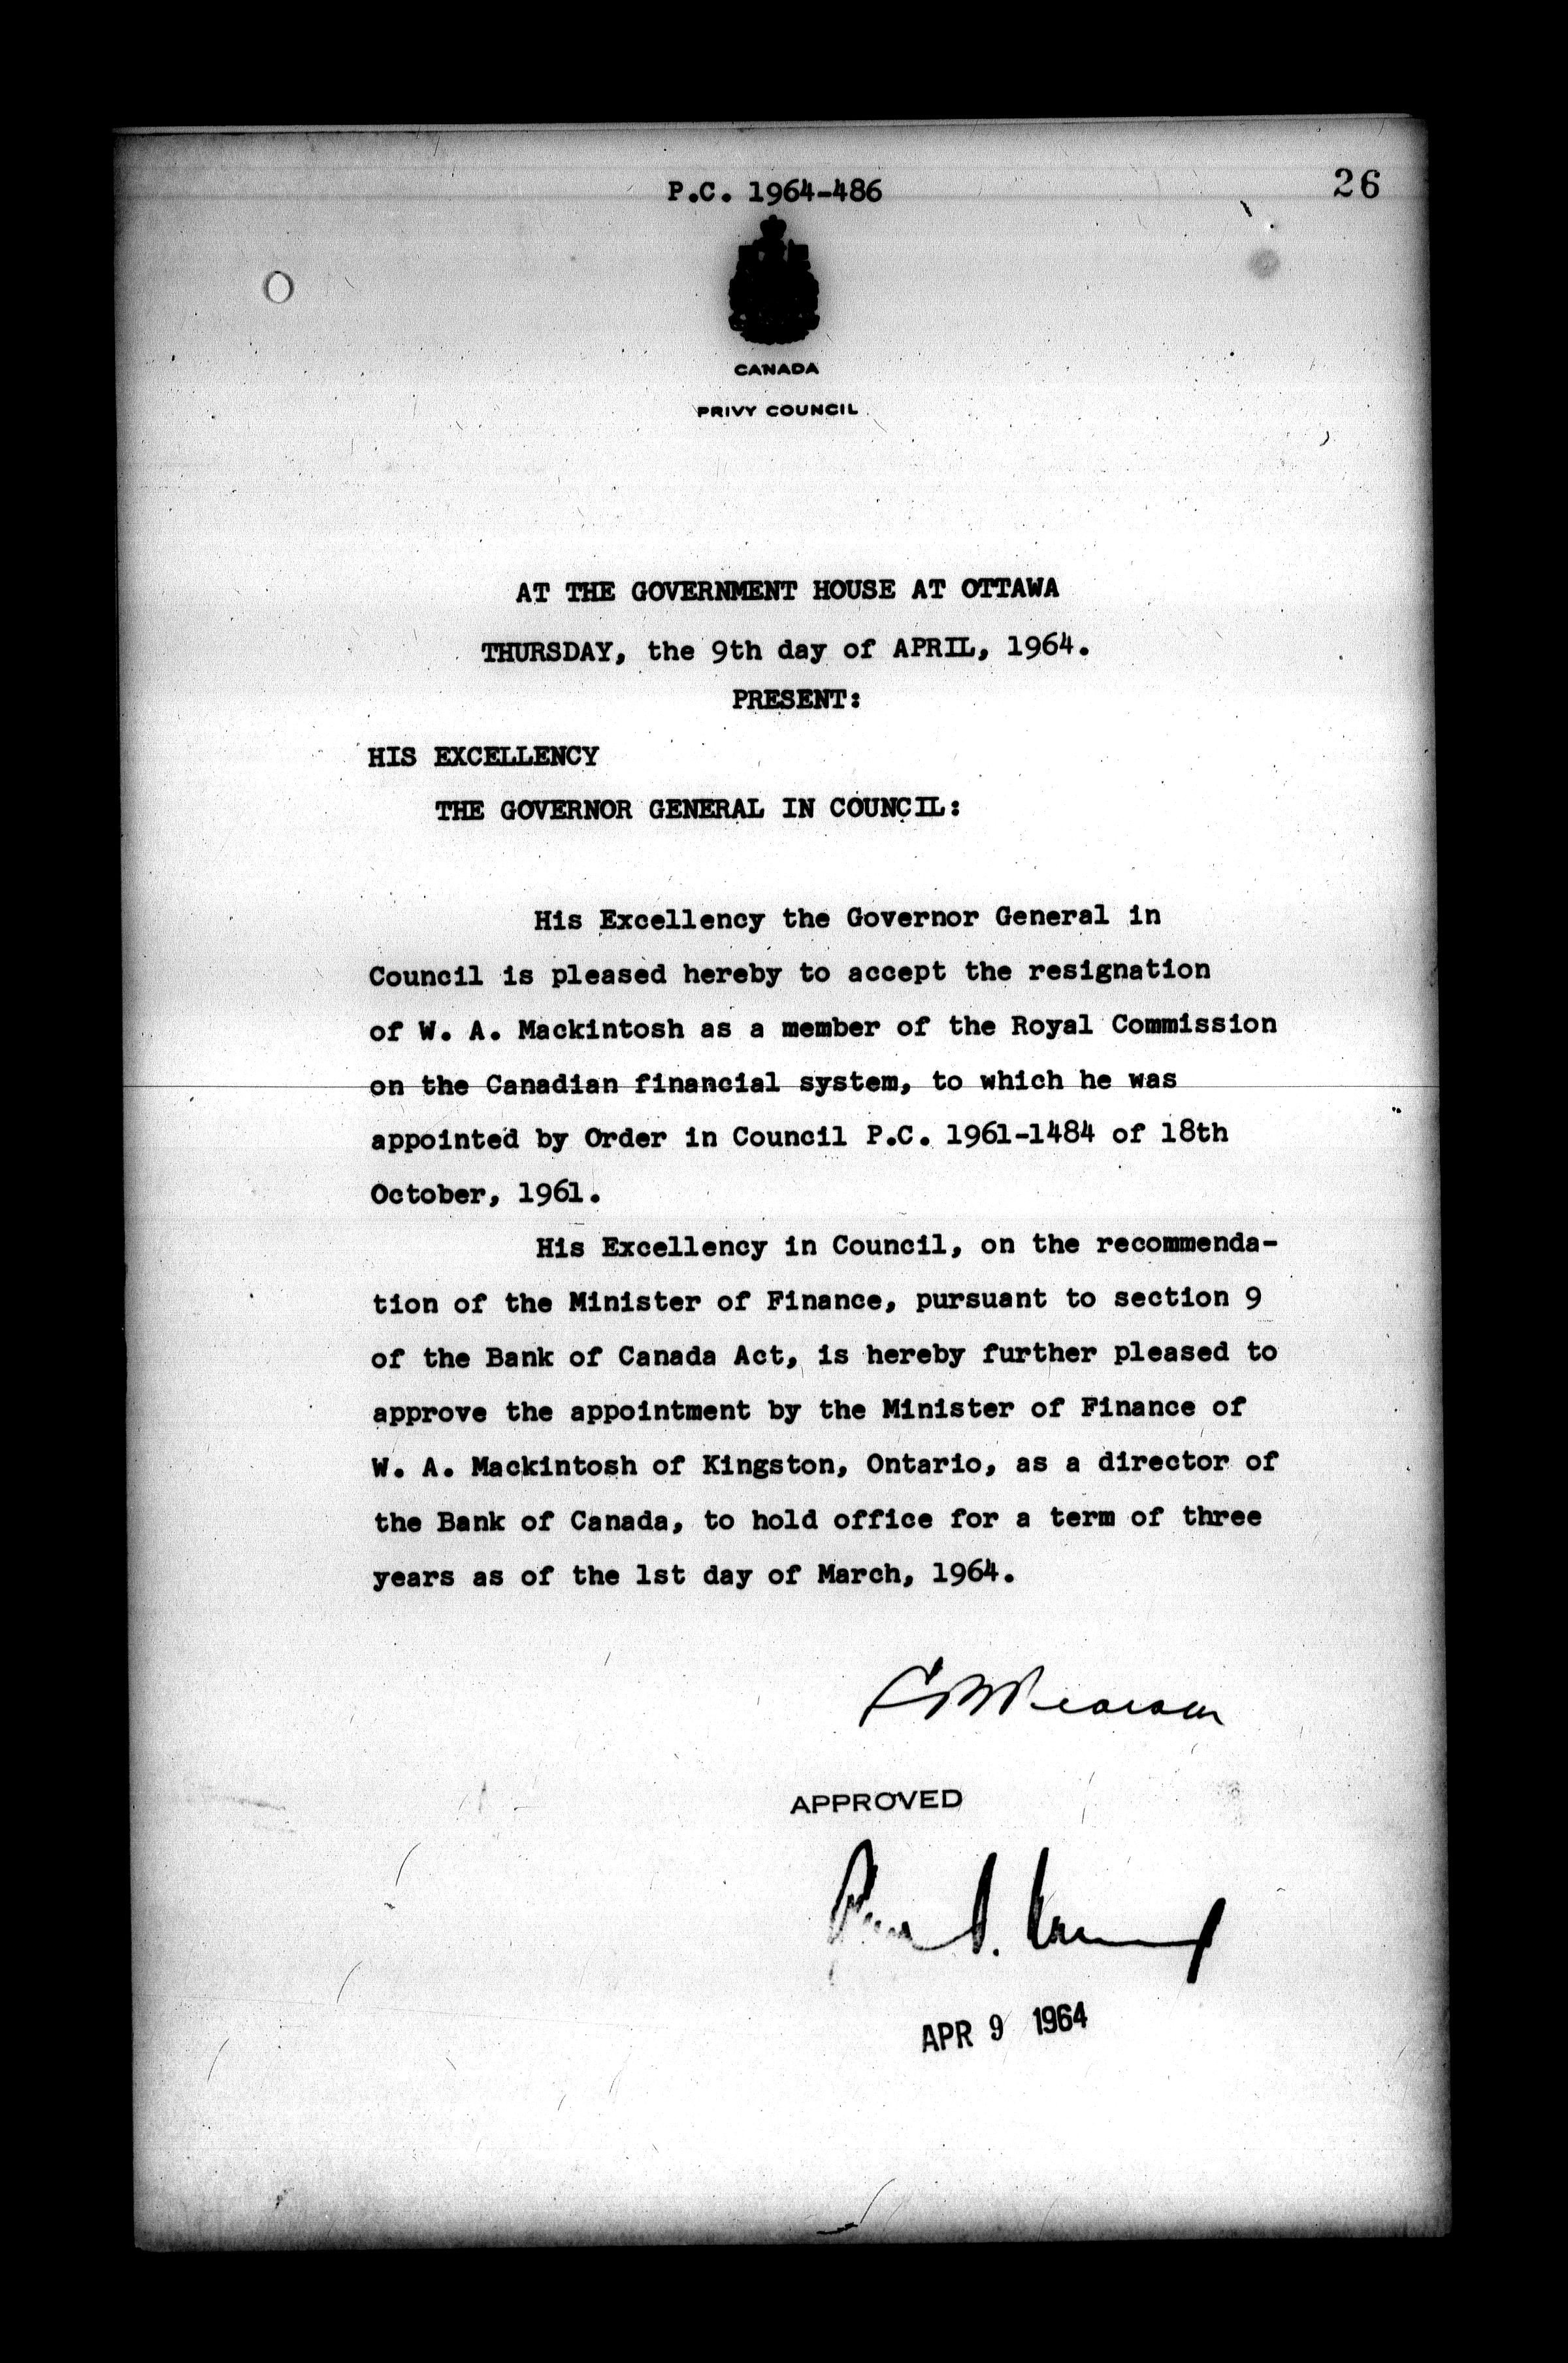 P.C. 1964-486
26
CANADA
PRIVY COUNCIL
AT THE GOVERNMENT HOUSE AT OTTAWA
THURSDAY, the 9th day of APRIL, 1964.
PRESENT:
HIS EXCELLENCY
THE GOVERNOR GENERAL IN COUNCIL:
His Excellency the Governor General in
Council is pleased hereby to accept the resignation
of W. A. Mackintosh as a member of the Royal Commission
on the Canadian financial system, to which he was
appointed by Order in Council P.C. 1961-1484 of 18th
October, 1961.
His Excellency in Council, on the recommenda-
tion of the Minister of Finance, pursuant to section 9
of the Bank of Canada Act, is hereby further pleased to
approve the appointment by the Minister of Finance of
W. A. Mackintosh of Kingston, Ontario, as a director of
the Bank of Canada, to hold office for a term of three
years as of the 1st day of March, 1964.
LBPearson
APPROVED
APR 9 1964